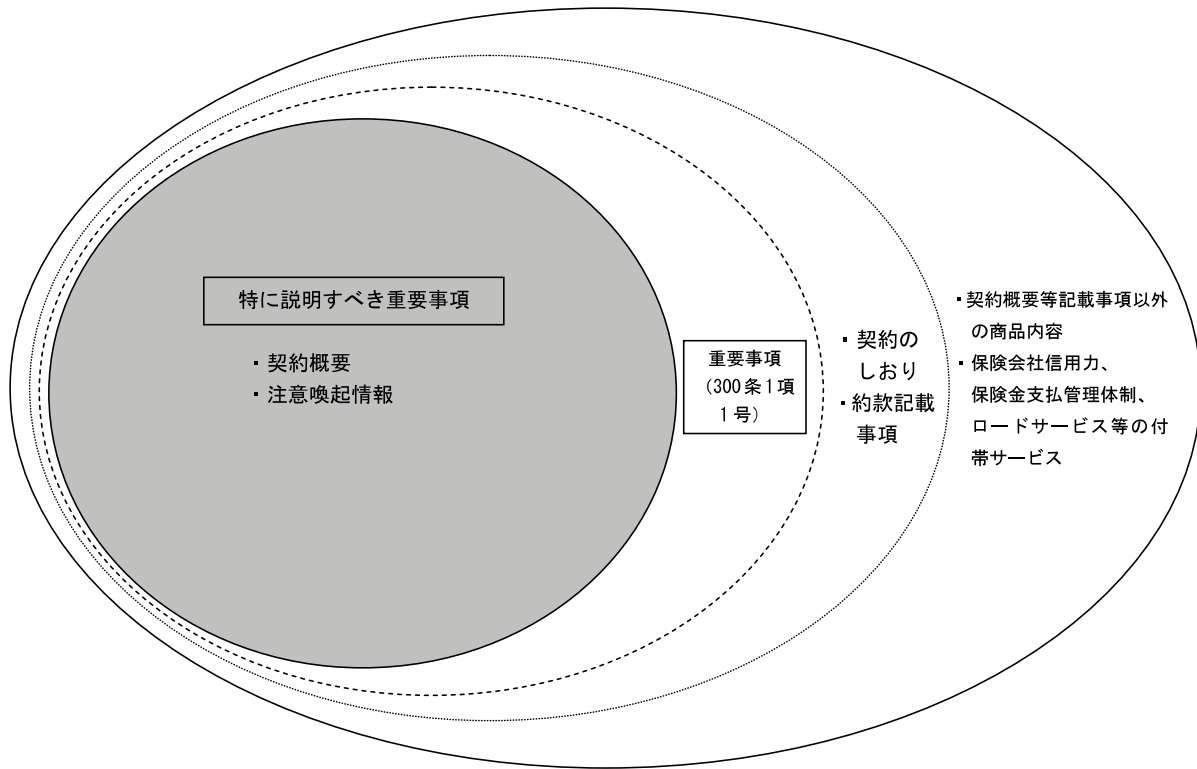 特に説明すべき重要事項
・契約概要
・注意喚起情報
重要事項
(300条1項
1号)
・契約の
しおり
・約款記載
事項
・契約概要等記載事項以外
の商品内容
・保険会社信用力、
保険金支払管理体制、
ロードサービス等の付
帯サービス